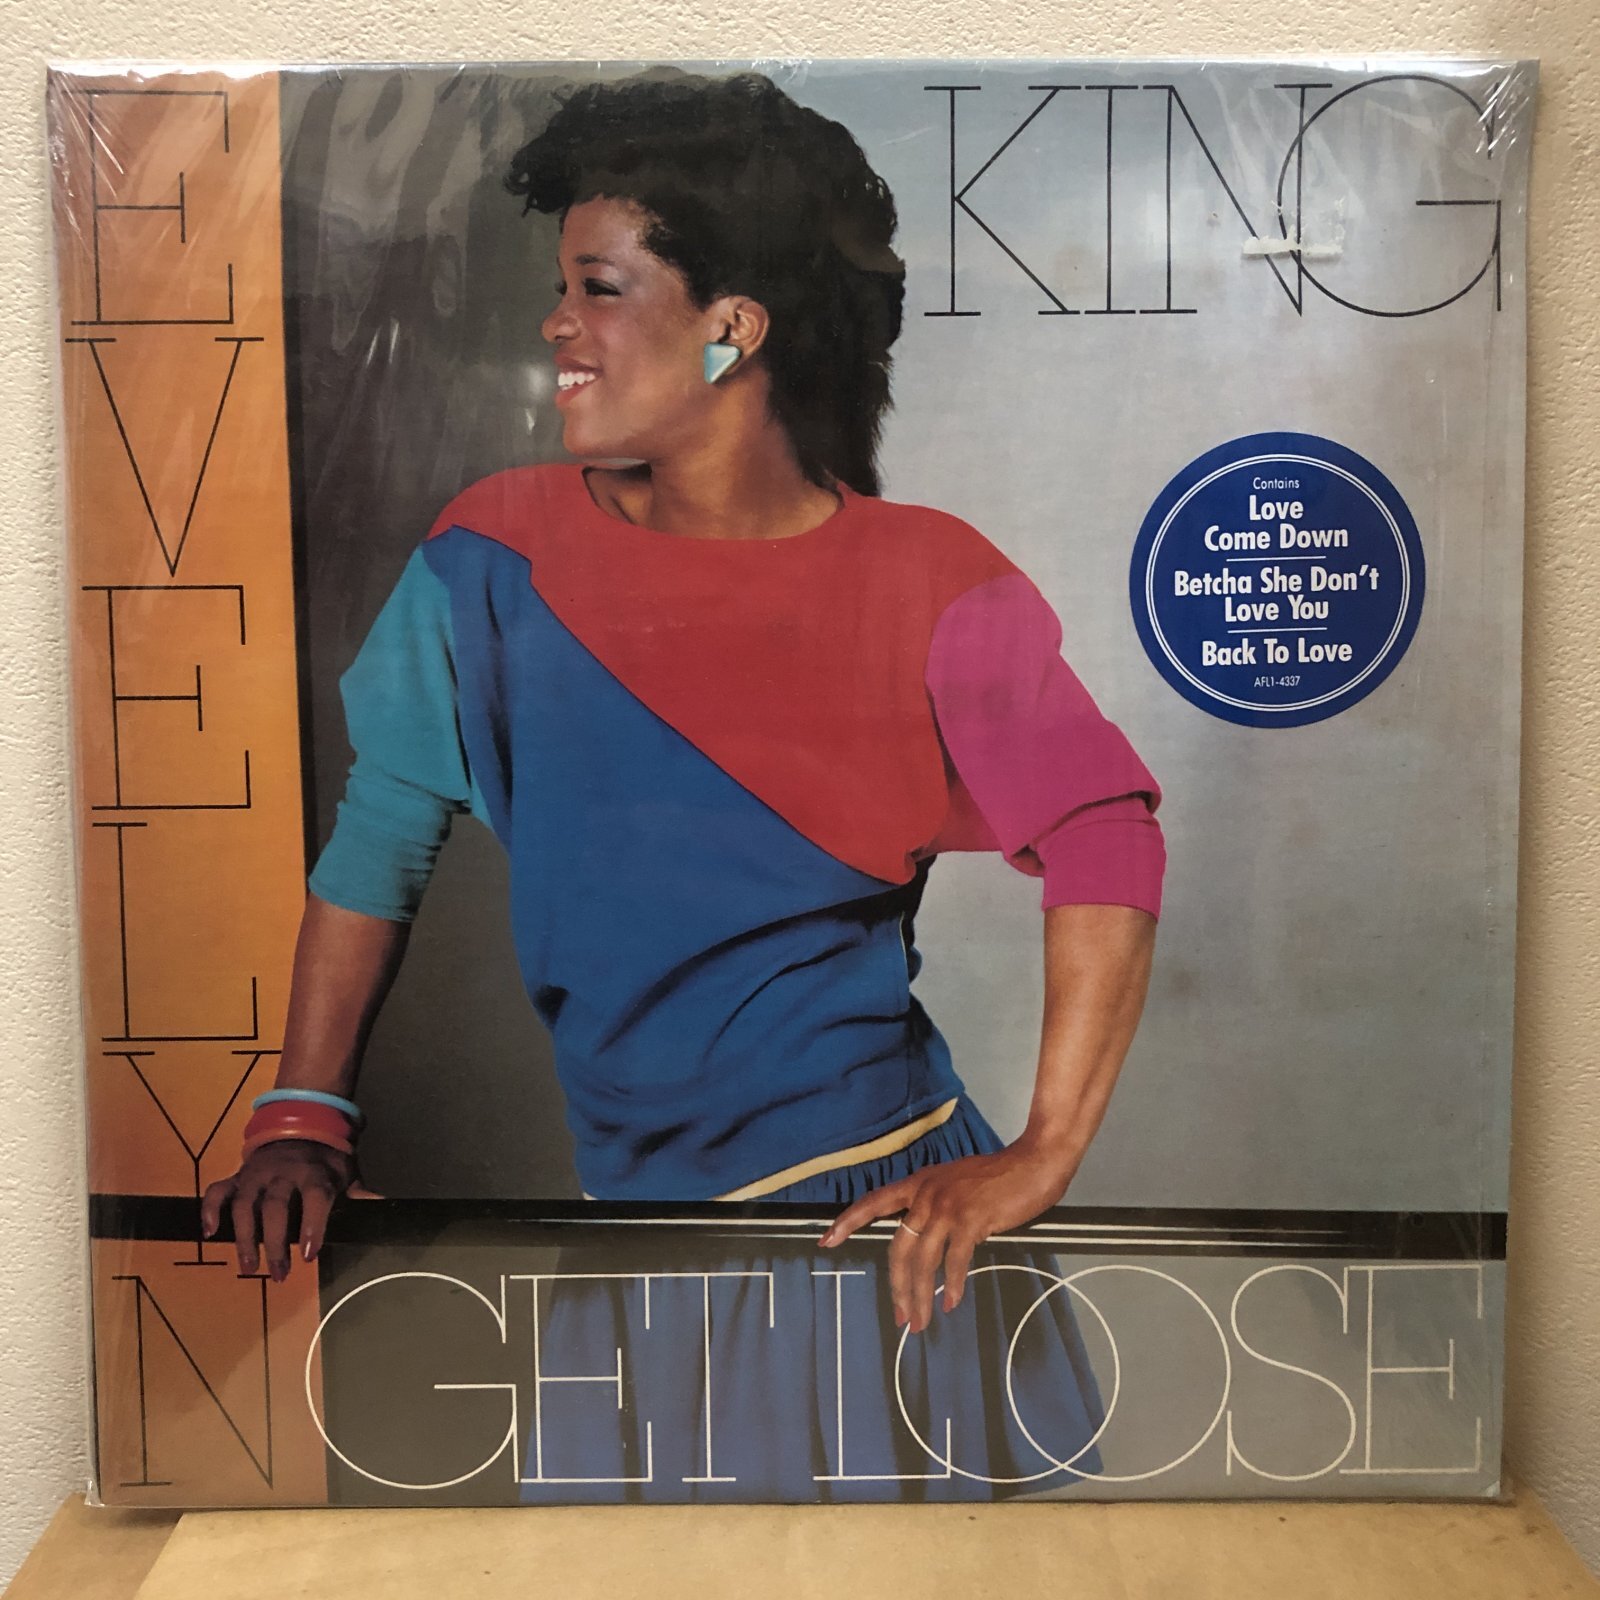 EVELYN
KING
Contains
Love
Come Down
Betcha She Don't
Love You
Back To Love
AFL1-4337
GET LOOSE